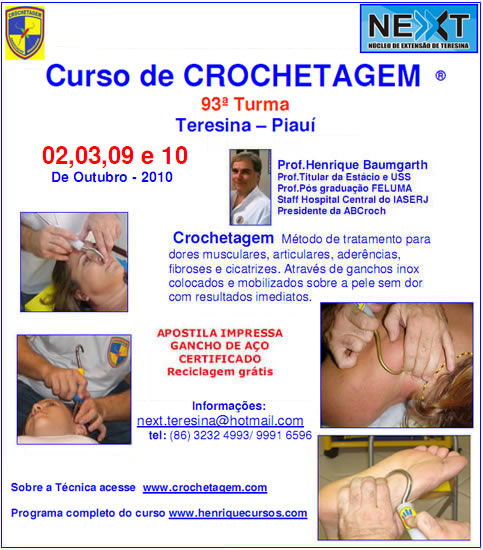 CROCHETAGEM
NEXT
NÚCLEO DE EXTENSÃO DE TERESINA
Curso de CROCHETAGEM ®
93ª Turma
Teresina – Piauí
02,03,09 e 10
De Outubro - 2010
Prof.Henrique Baumgarth
Prof.Titular da Estácio e USS
Prof.Pós graduação FELUMA
Staff Hospital Central do IASERJ
Presidente da ABCroch
Crochetagem Método de tratamento para
dores musculares, articulares, aderências,
fibroses e cicatrizes. Através de ganchos inox
colocados e mobilizados sobre a pele sem dor
com resultados imediatos.
APOSTILA IMPRESSA
GANCHO DE AÇO
CERTIFICADO
Reciclagem grátis
Informações:
next.teresina@hotmail.com
tel: (86) 3232 4993/ 9991 6596
Sobre a Técnica acesse www.crochetagem.com
Programa completo do curso www.henriquecursos.com